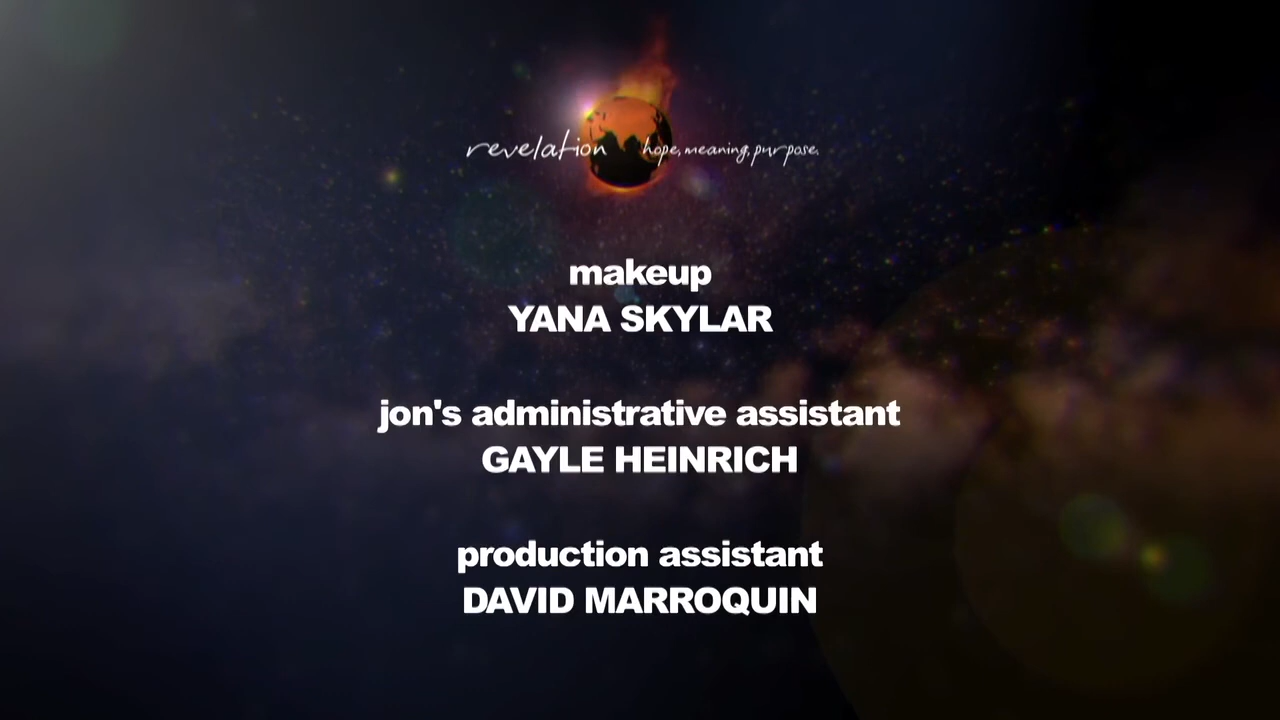 revelation hope, meaning, purpose.
makeup
YANA SKYLAR
jon's administrative assistant
GAYLE HEINRICH
production assistant
DAVID MARROQUIN